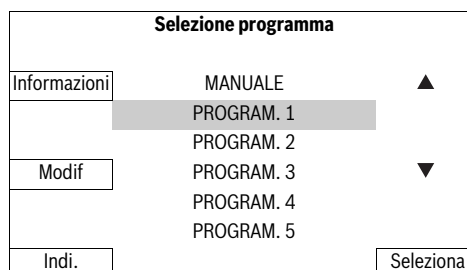 Selezione programma
Informazioni MANUALE ▲
PROGRAM. 1
PROGRAM. 2
Modif PROGRAM. 3 ▼
PROGRAM. 4
PROGRAM. 5
Indi. Seleziona